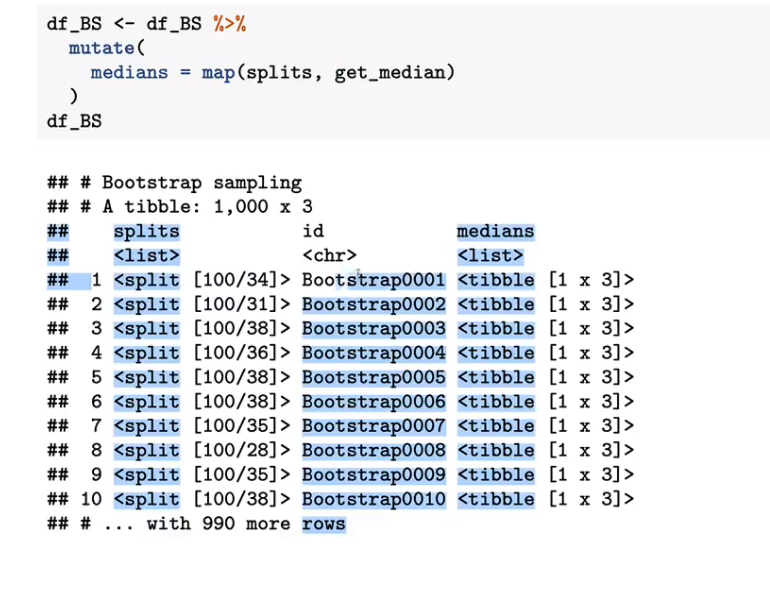 df_BS <- df_BS %>%
mutate(
medians = map(splits, get_median)
)
df_BS
## # Bootstrap sampling
## # A tibble: 1,000 x 3
## splits id medians
## <list> <chr> <list>
## 1 <split [100/34]> Bootstrap0001 <tibble [1 x 3]>
## 2 <split [100/31]> Bootstrap0002 <tibble [1 x 3]>
## 3 <split [100/38]> Bootstrap0003 <tibble [1 x 3]>
## 4 <split [100/36]> Bootstrap0004 <tibble [1 x 3]>
## 5 <split [100/38]> Bootstrap0005 <tibble [1 x 3]>
## 6 <split [100/38]> Bootstrap0006 <tibble [1 x 3]>
## 7 <split [100/35]> Bootstrap0007 <tibble [1 x 3]>
## 8 <split [100/28]> Bootstrap0008 <tibble [1 x 3]>
## 9 <split [100/35]> Bootstrap0009 <tibble [1 x 3]>
## 10 <split [100/38]> Bootstrap0010 <tibble [1 x 3]>
## # ... with 990 more rows